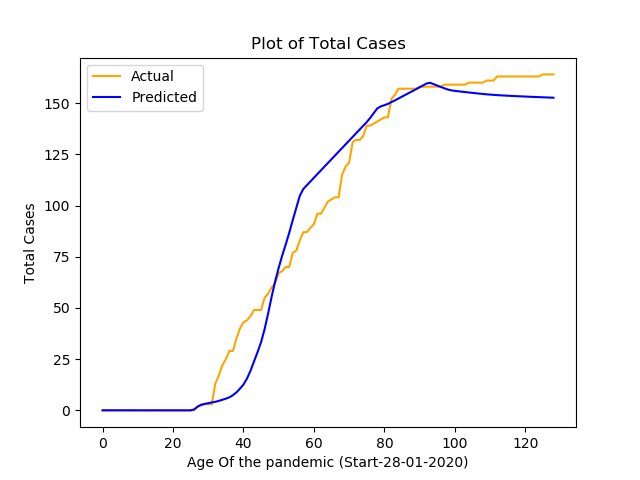 Plot of Total Cases
Actual
Predicted
150
125
100
75
50
25
0
Total Cases
0 20 40 60 80 100 120
Age Of the pandemic (Start-28-01-2020)